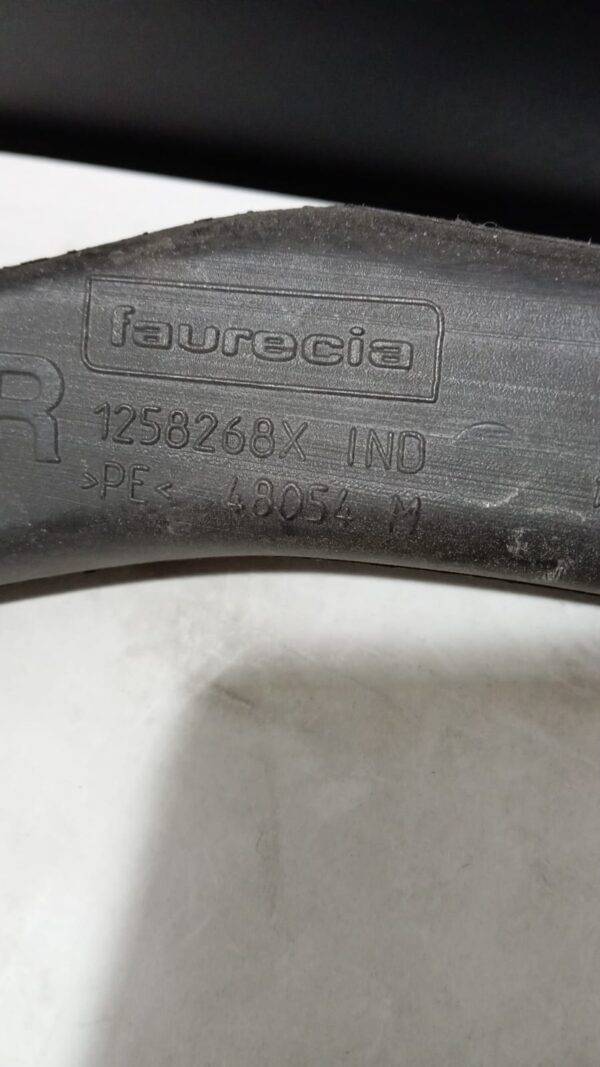 faurecia
R
1258268X IND
>PE< 48054 M